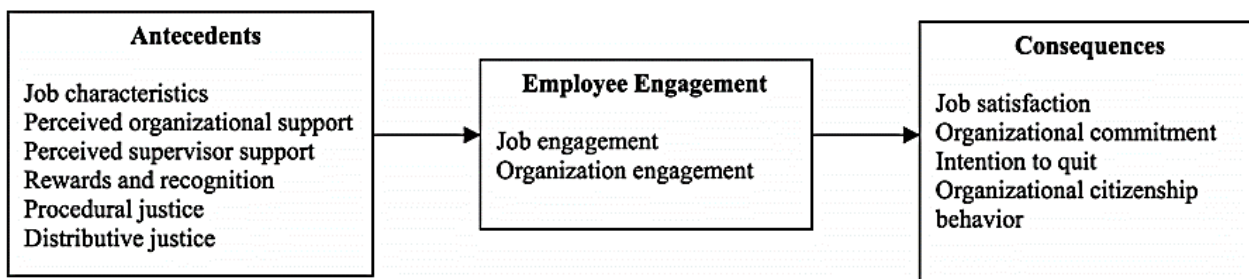 Antecedents
Job characteristics
Perceived organizational support
Perceived supervisor support
Rewards and recognition
Procedural justice
Distributive justice
Employee Engagement
Job engagement
Organization engagement
Consequences
Job satisfaction
Organizational commitment
Intention to quit
Organizational citizenship
behavior